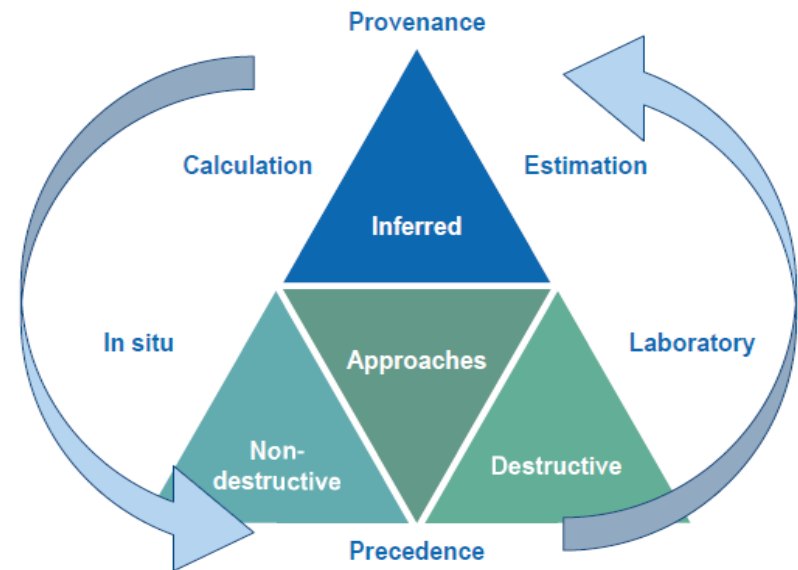 Provenance
Calculation
Estimation
Inferred
In situ
Laboratory
Approaches
Non-
destructive
Destructive
Precedence